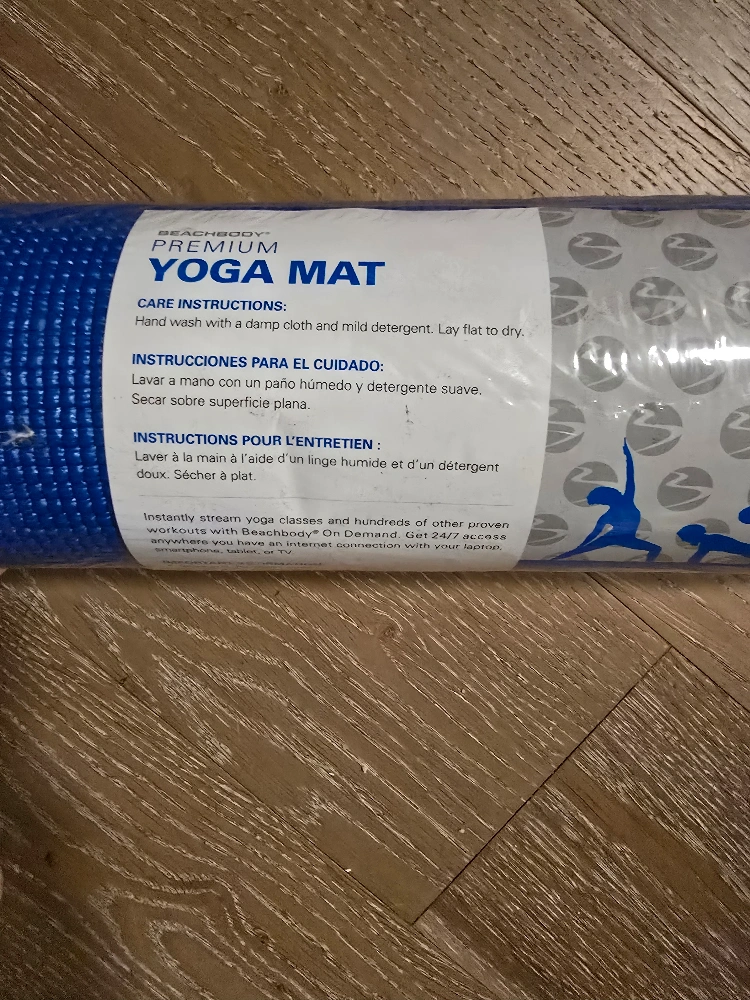 BEACHBODY®
PREMIUM
YOGA MAT
CARE INSTRUCTIONS:
Hand wash with a damp cloth and mild detergent. Lay flat to dry.
INSTRUCCIONES PARA EL CUIDADO:
Lavar a mano con un paño húmedo y detergente suave.
Secar sobre superficie plana.
INSTRUCTIONS POUR L'ENTRETIEN :
Laver à la main à l'aide d'un linge humide et d'un détergent
doux. Sécher à plat.
Instantly stream yoga classes and hundreds of other proven
workouts with Beachbody® On Demand. Get 24/7 access
anywhere you have an internet connection with your laptop,
smartphone, tablet, or TV.